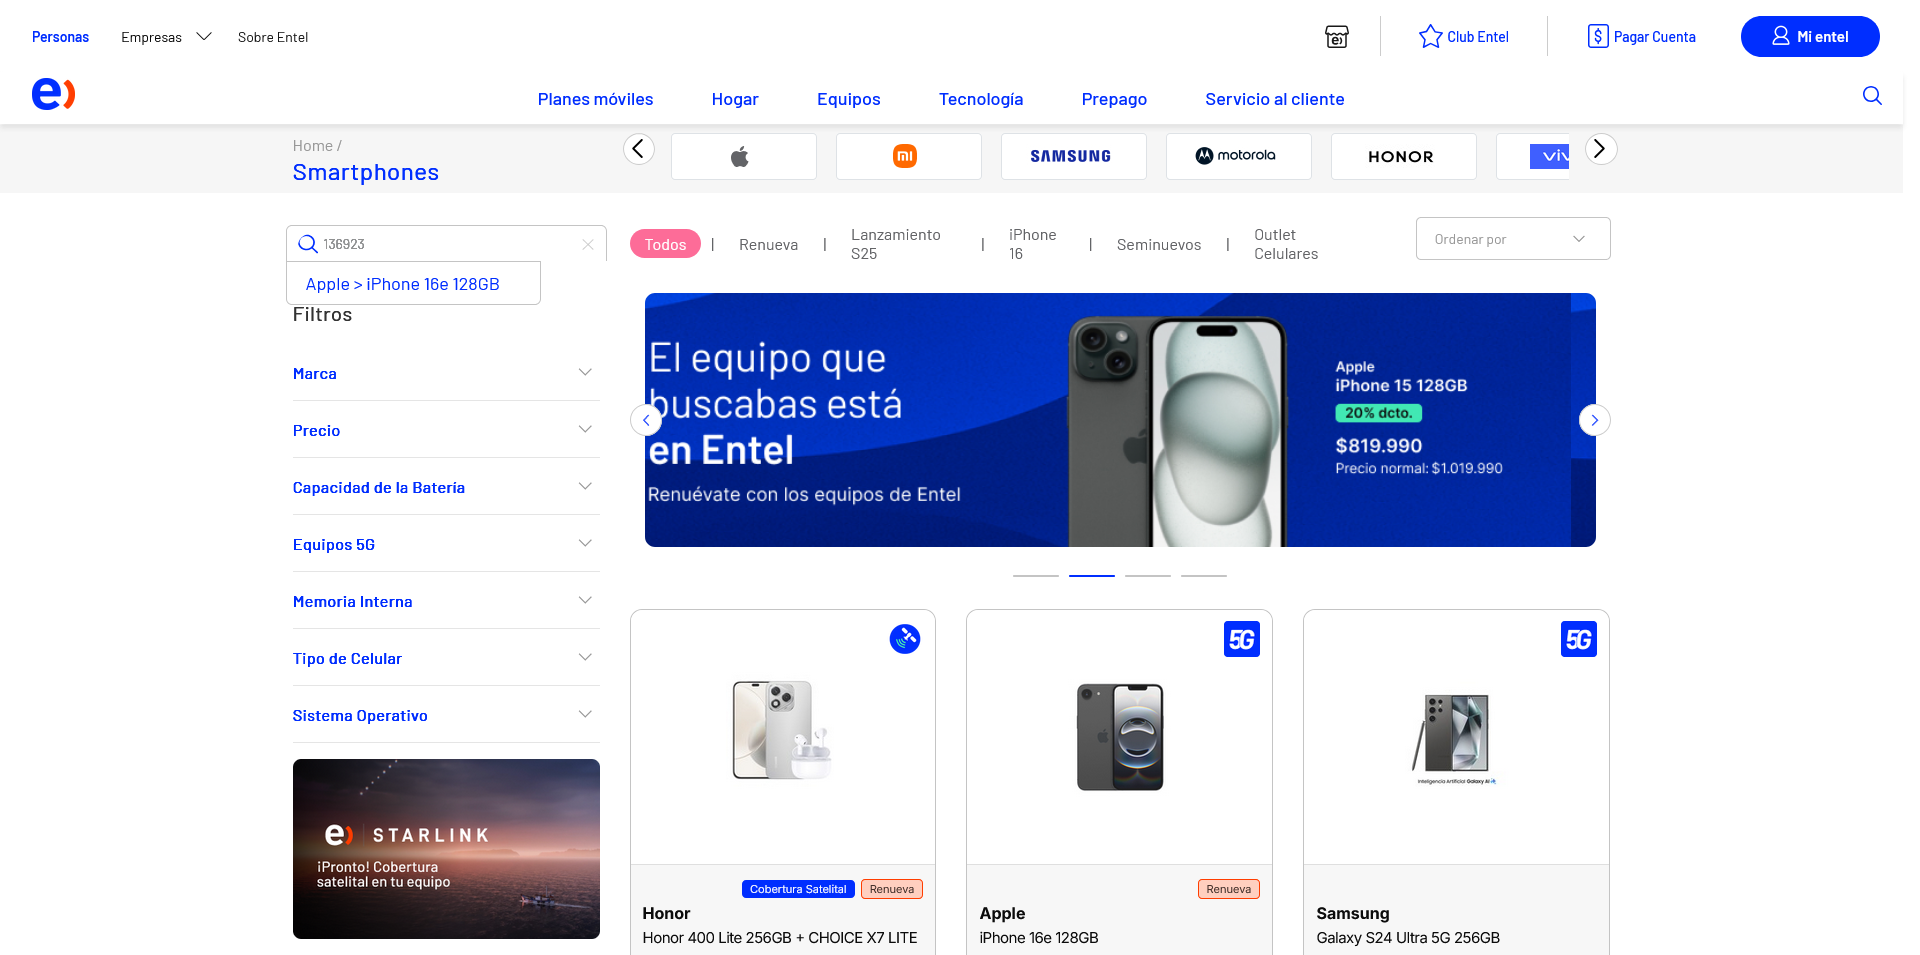 Personas
Empresas
Sobre Entel
Club Entel
Pagar Cuenta
Mi entel
e)
Planes móviles
Hogar
Equipos
Tecnología
Prepago
Servicio al cliente
Home /
Smartphones
mi
SAMSUNG
motorola
HONOR
136923
Apple > iPhone 16e 128GB
Todos
|
Renueva
|
Lanzamiento
S25
|
iPhone
16
|
Seminuevos
|
Outlet
Celulares
Ordenar por
Filtros
Marca
Precio
Capacidad de la Batería
Equipos 5G
Memoria Interna
Tipo de Celular
Sistema Operativo
El equipo que
buscabas está
en Entel
Renuévate con los equipos de Entel
Apple
iPhone 15 128GB
20% dcto.
$819.990
Precio normal: $1.019.990
e) | STARLINK
¡Pronto! Cobertura
satelital en tu equipo
Cobertura Satelital
Renueva
Honor
Honor 400 Lite 256GB + CHOICE X7 LITE
5G
Renueva
Apple
iPhone 16e 128GB
5G
Inteligencia Artificial Galaxy AI
Samsung
Galaxy S24 Ultra 5G 256GB